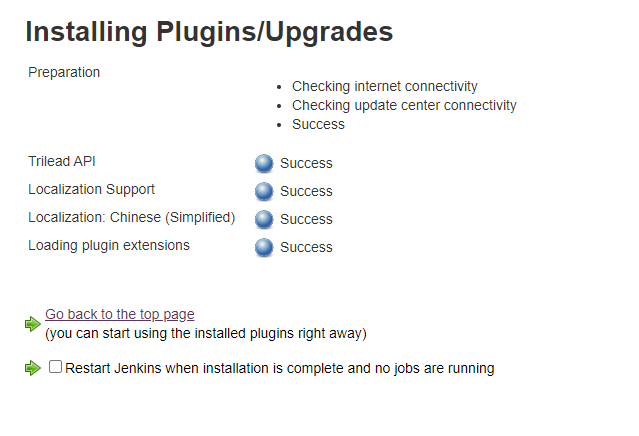 Installing Plugins/Upgrades
Preparation
Checking internet connectivity
Checking update center connectivity
Success
Trilead API Success
Localization Support Success
Localization: Chinese (Simplified) Success
Loading plugin extensions Success
Go back to the top page
(you can start using the installed plugins right away)
Restart Jenkins when installation is complete and no jobs are running